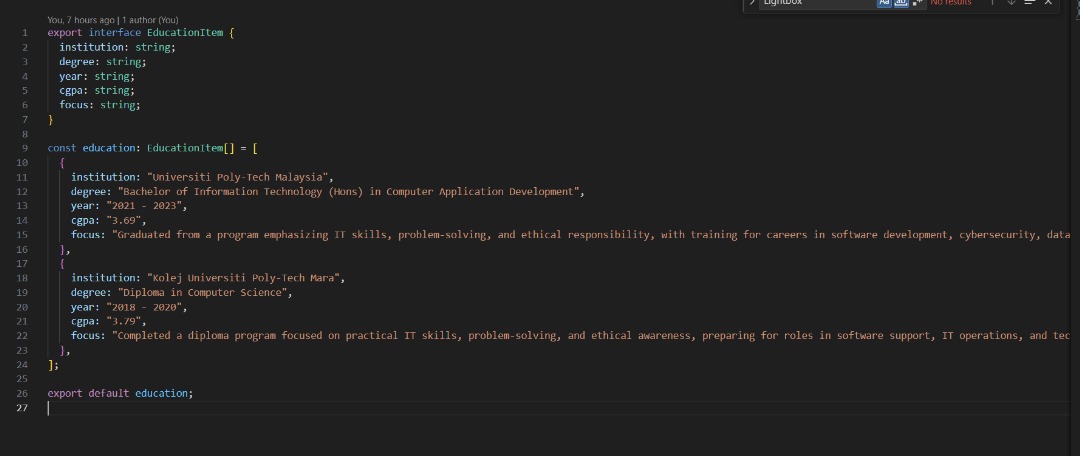 Lightbox
No results
You, 7 hours ago | 1 author (You)
1 export interface EducationItem {
2 institution: string;
3 degree: string;
4 year: string;
5 cgpa: string;
6 focus: string;
7 }
8
9 const education: EducationItem[] = [
10 {
11 institution: "Universiti Poly-Tech Malaysia",
12 degree: "Bachelor of Information Technology (Hons) in Computer Application Development",
13 year: "2021 - 2023",
14 cgpa: "3.69",
15 focus: "Graduated from a program emphasizing IT skills, problem-solving, and ethical responsibility, with training for careers in software development, cybersecurity, data
16 },
17 {
18 institution: "Kolej Universiti Poly-Tech Mara",
19 degree: "Diploma in Computer Science",
20 year: "2018 - 2020",
21 cgpa: "3.79",
22 focus: "Completed a diploma program focused on practical IT skills, problem-solving, and ethical awareness, preparing for roles in software support, IT operations, and tec
23 },
24 ];
25
26 export default education;
27